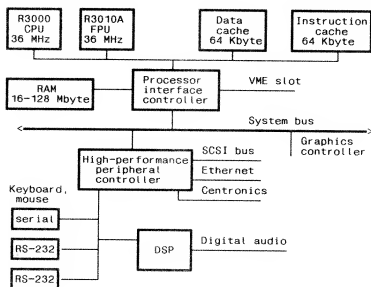 R3000
CPU
36 MHz
R3010A
FPU
36 MHz
Data
cache
64 Kbyte
Instruction
cache
64 Kbyte
RAM
16-128 Mbyte
Processor
interface
controller
VME slot
System bus
High-performance
peripheral
controller
SCSI bus
Ethernet
Centronics
Graphics
controller
Keyboard,
mouse
serial
RS-232
RS-232
DSP
Digital audio